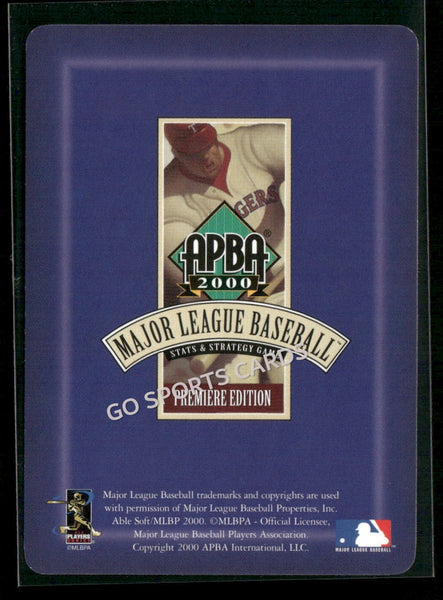 T
GERS
APBA®
2000
MAJOR LEAGUE BASEBALL™
STATS & STRATEGY GAME
GO SPORTS CARDS
PREMIERE EDITION
Major League Baseball trademarks and copyrights are used
with permission of Major League Baseball Properties, Inc.
Able Soft/MLBP 2000. ©MLBPA - Official Licensee,
Major League Baseball Players Association.
Copyright 2000 APBA International, LLC.
PLAYERS
©MLBPA
MAJOR LEAGUE BASEBALL